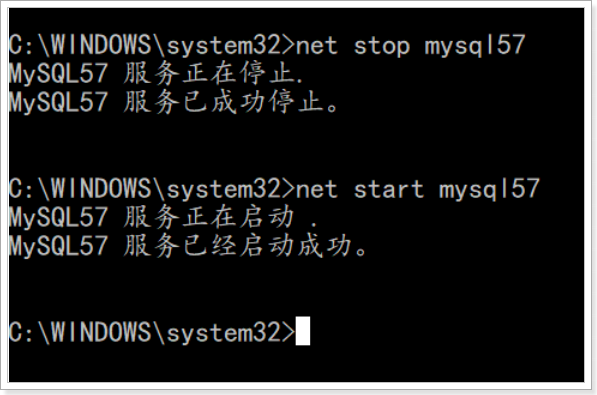 C:\WINDOWS\system32>net stop mysql57
MySQL57 服务正在停止.
MySQL57 服务已成功停止。
C:\WINDOWS\system32>net start mysql57
MySQL57 服务正在启动 .
MySQL57 服务已经启动成功。
C:\WINDOWS\system32>